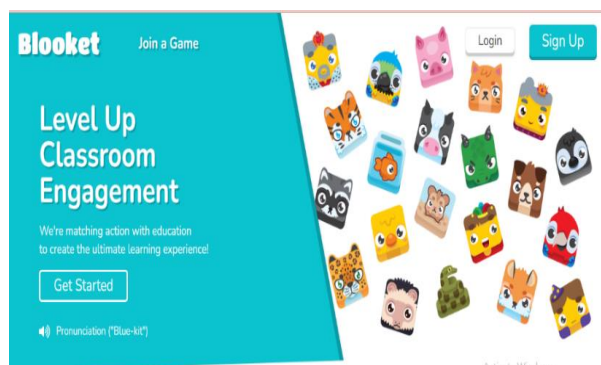 Blooket
Join a Game
Login
Sign Up
Level Up
Classroom
Engagement
We're matching action with education
to create the ultimate learning experience!
Get Started
Pronunciation ("Blue-kit")